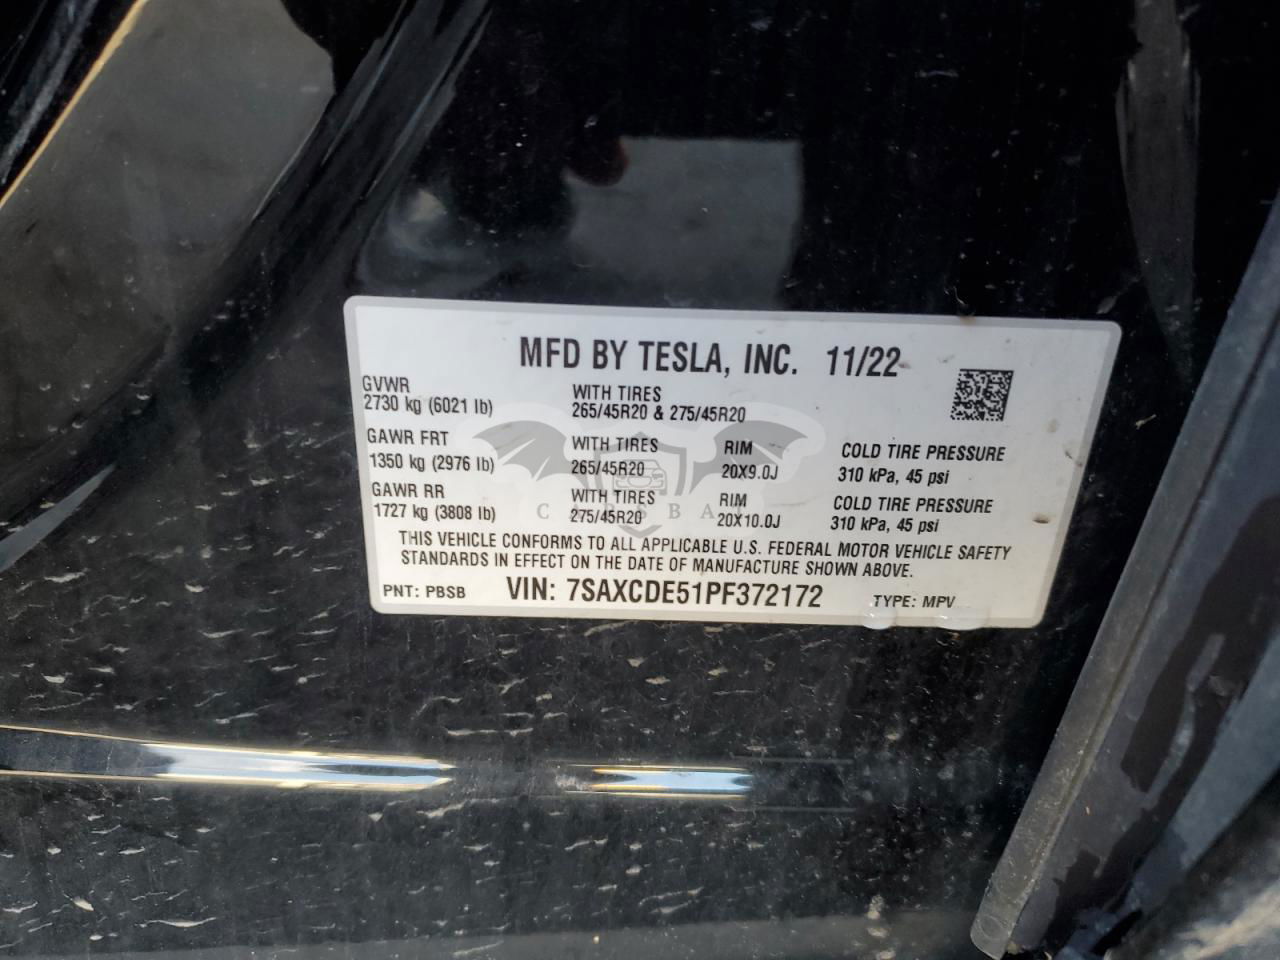 MFD BY TESLA, INC. 11/22
GVWR
2730 kg (6021 lb)
WITH TIRES
265/45R20 & 275/45R20
GAWR FRT
1350 kg (2976 lb)
WITH TIRES
265/45R20
RIM
20X9.0J
COLD TIRE PRESSURE
310 kPa, 45 psi
GAWR RR
1727 kg (3808 lb)
WITH TIRES
275/45R20
RIM
20X10.0J
COLD TIRE PRESSURE
310 kPa, 45 psi
CARSBAT
THIS VEHICLE CONFORMS TO ALL APPLICABLE U.S. FEDERAL MOTOR VEHICLE SAFETY
STANDARDS IN EFFECT ON THE DATE OF MANUFACTURE SHOWN ABOVE.
PNT: PBSB VIN: 7SAXCDE51PF372172 TYPE: MPV